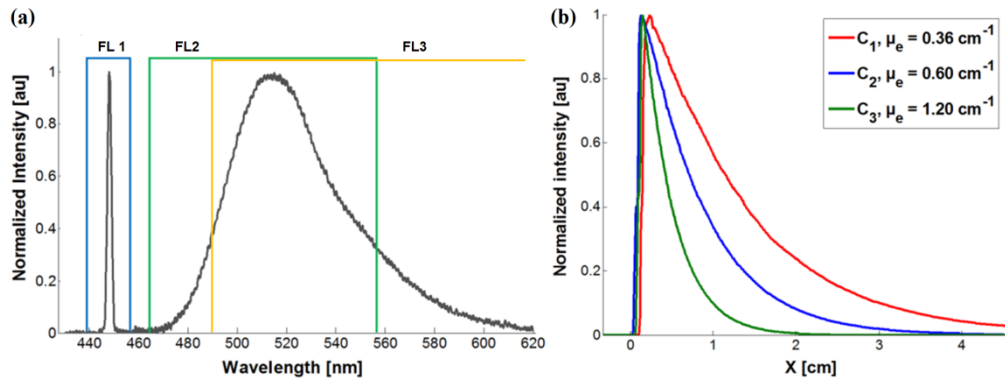 (a)
FL 1
FL2
FL3
Normalized Intensity [au]
1
0.8
0.6
0.4
0.2
0
440 460 480 500 520 540 560 580 600 620
Wavelength [nm]
(b)
Normalized intensity [au]
1
0.8
0.6
0.4
0.2
0
0 1 2 3 4
X [cm]
C₁, μₑ = 0.36 cm⁻¹
C₂, μₑ = 0.60 cm⁻¹
C₃, μₑ = 1.20 cm⁻¹